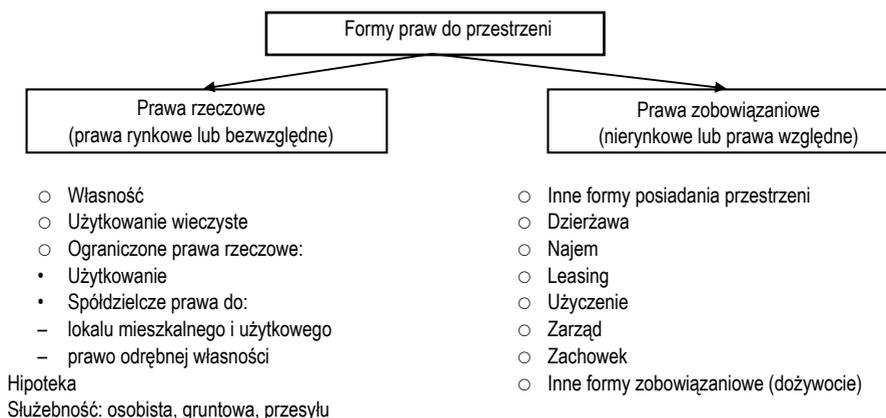 Formy praw do przestrzeni
Prawa rzeczowe
(prawa rynkowe lub bezwzględne)
○ Własność
○ Użytkowanie wieczyste
○ Ograniczone prawa rzeczowe:
• Użytkowanie
• Spółdzielcze prawa do:
– lokalu mieszkalnego i użytkowego
– prawo odrębnej własności
Hipoteka
Służebność: osobista, gruntowa, przesyłu
Prawa zobowiązaniowe
(nierynkowe lub prawa względne)
○ Inne formy posiadania przestrzeni
○ Dzierżawa
○ Najem
○ Leasing
○ Użyczenie
○ Zarząd
○ Zachowek
○ Inne formy zobowiązaniowe (dożywocie)